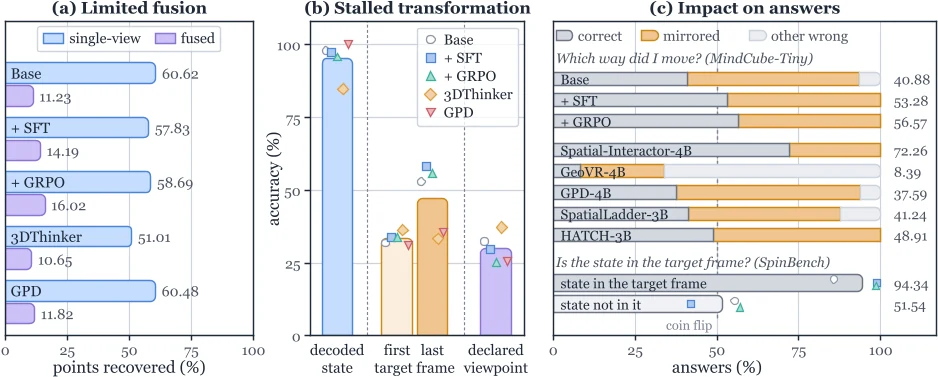 (a) Limited fusion
single-view
fused
Base
60.62
11.23
+ SFT
57.83
14.19
+ GRPO
58.69
16.02
3DThinker
51.01
10.65
GPD
60.48
11.82
0
25
50
75
100
points recovered (%)
(b) Stalled transformation
accuracy (%)
100
75
50
25
0
Base
+ SFT
+ GRPO
3DThinker
GPD
decoded
state
first
last
target frame
declared
viewpoint
(c) Impact on answers
correct
mirrored
other wrong
Which way did I move? (MindCube-Tiny)
Base
40.88
+ SFT
53.28
+ GRPO
56.57
Spatial-Interactor-4B
72.26
GeoVR-4B
8.39
GPD-4B
37.59
SpatialLadder-3B
41.24
HATCH-3B
48.91
Is the state in the target frame? (SpinBench)
state in the target frame
94.34
state not in it
51.54
coin flip
0
25
50
75
100
answers (%)